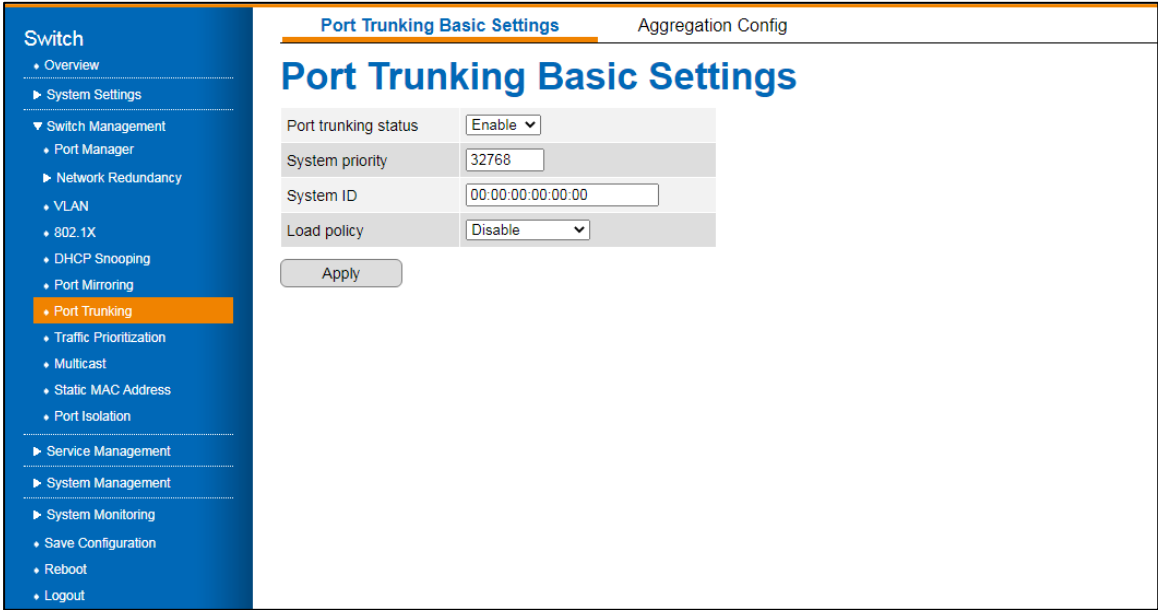 Switch
Overview
System Settings
Switch Management
Port Manager
Network Redundancy
VLAN
802.1X
DHCP Snooping
Port Mirroring
Port Trunking
Traffic Prioritization
Multicast
Static MAC Address
Port Isolation
Service Management
System Management
System Monitoring
Save Configuration
Reboot
Logout
Port Trunking Basic Settings Aggregation Config
Port Trunking Basic Settings
Port trunking status Enable
System priority 32768
System ID 00:00:00:00:00:00
Load policy Disable
Apply